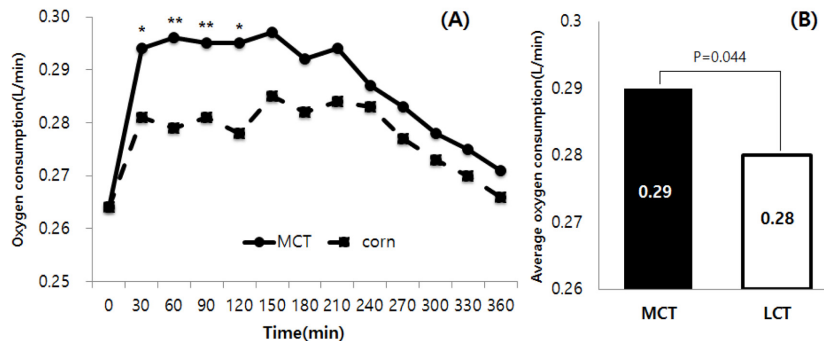 (A)
Oxygen consumption(L/min)
0.30
0.29
0.28
0.27
0.26
0.25
* ** ** *
MCT corn
0 30 60 90 120 150 180 210 240 270 300 330 360
Time(min)
(B)
Average oxygen consumption(L/min)
0.3
0.29
0.28
0.27
0.26
P=0.044
0.29
0.28
MCT LCT